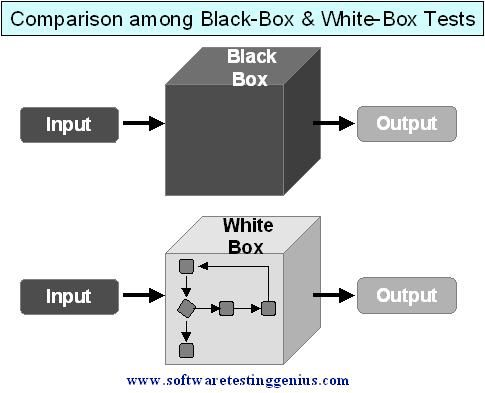 Comparison among Black-Box & White-Box Tests
Black
Box
Input
Output
White
Box
Input
Output
www.softwaretestinggenius.com